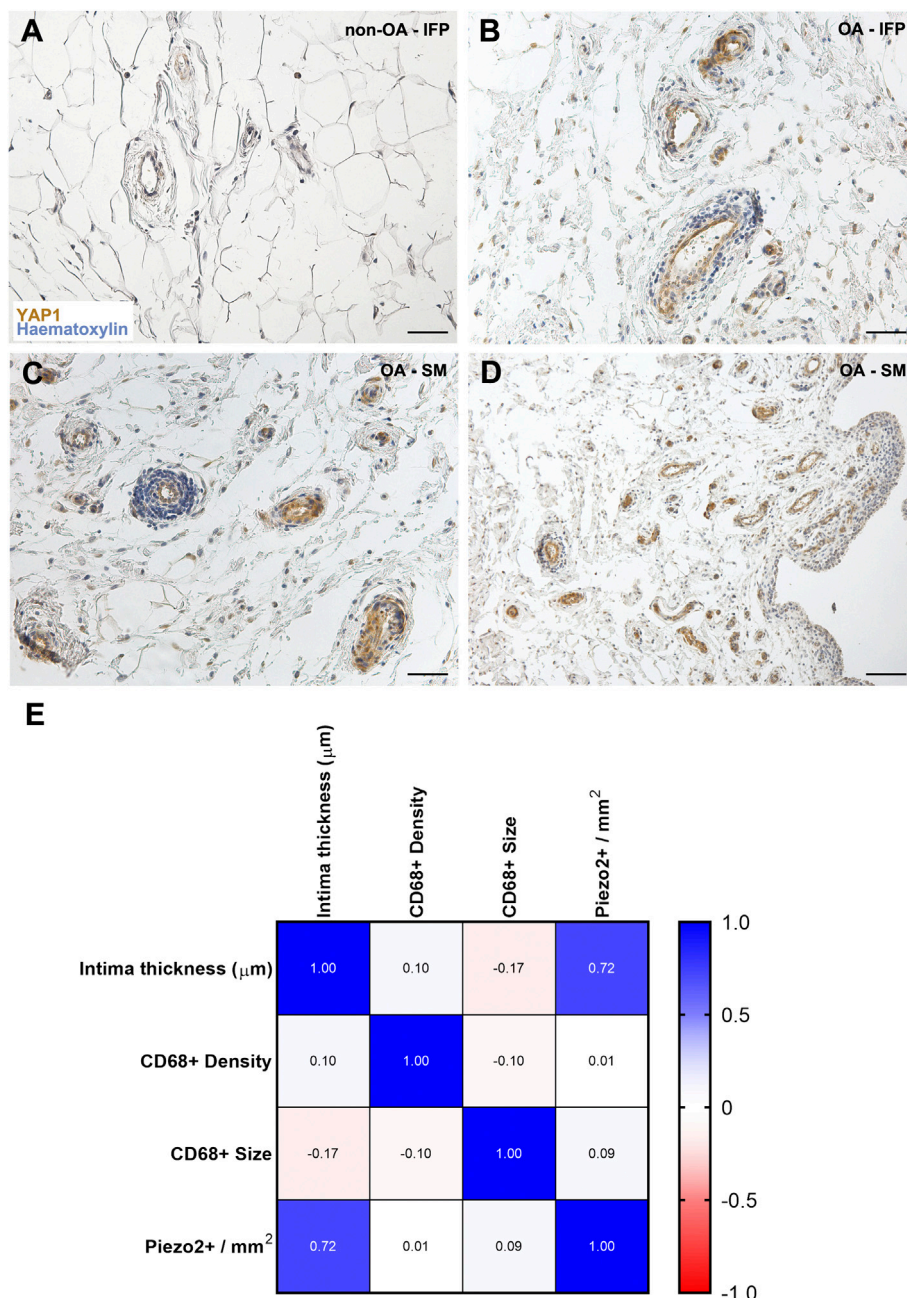 A
non-OA - IFP
YAP1
Haematoxylin
B
OA - IFP
C
OA - SM
D
OA - SM
E
Intima thickness (μm)
CD68+ Density
CD68+ Size
Piezo2+ / mm²
Intima thickness (μm)
1.00
0.10
-0.17
0.72
CD68+ Density
0.10
1.00
-0.10
0.01
CD68+ Size
-0.17
-0.10
1.00
0.09
Piezo2+ / mm²
0.72
0.01
0.09
1.00
1.0
0.5
0
-0.5
-1.0